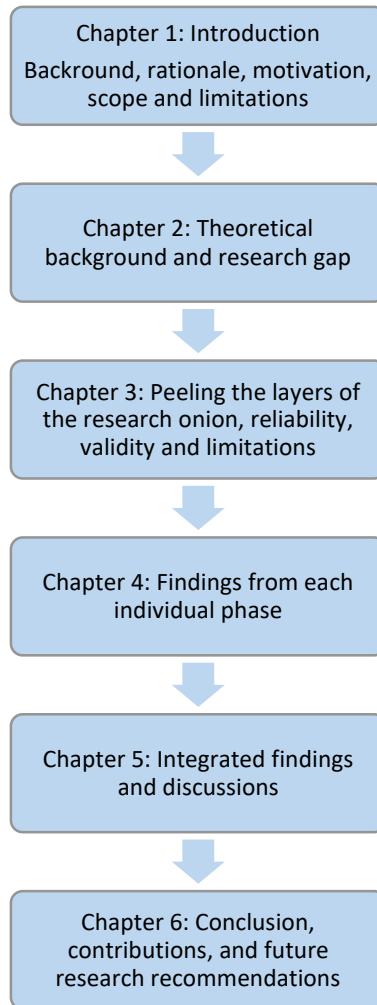 Chapter 1: Introduction
Backround, rationale, motivation,
scope and limitations
Chapter 2: Theoretical
background and research gap
Chapter 3: Peeling the layers of
the research onion, reliability,
validity and limitations
Chapter 4: Findings from each
individual phase
Chapter 5: Integrated findings
and discussions
Chapter 6: Conclusion,
contributions, and future
research recommendations